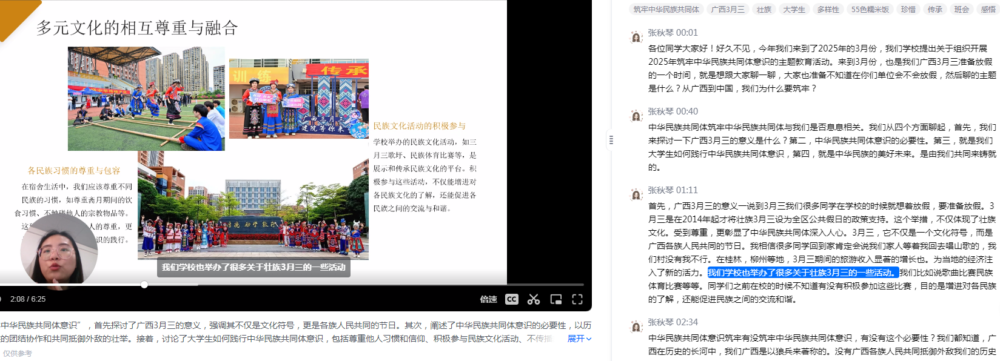 多元文化的相互尊重与融合
训练
传承
广西三月三
建院等你来
厚德 励学 敦行
民族文化活动的积极参与
学校举办的民族文化活动，如三
月三歌圩、民族体育比赛等，是
展示和传承民族文化的平台。积
极参与这些活动，不仅能增进对
各民族文化的了解，还能促进各
民族之间的交流与和谐。
各民族习惯的尊重与包容
在宿舍生活中，我们应该尊重不同
民族的习惯，如尊重斋月期间的饮
食习惯、不触碰他人的宗教物品等。
这 人的尊重，更
识的践行。
我们学校也举办了很多关于壮族3月三的一些活动
2:08 / 6:25
倍速
CC
中华民族共同体意识”，首先探讨了广西3月三的意义，强调其不仅是文化符号，更是各族人民共同的节日。其次，阐述了中华民族共同体意识的必要性，以历
的团结协作和共同抵御外敌的壮举。接着，讨论了大学生如何践行中华民族共同体意识，包括尊重他人习惯和信仰、积极参与民族文化活动、不传播
展开
仅供参考
筑牢中华民族共同体 广西3月三 壮族 大学生 多样性 55色糯米饭 珍惜 传承 班会 感悟
张秋琴 00:01
各位同学大家好！好久不见，今年我们来到了2025年的3月份，我们学校提出关于组织开展
2025年筑牢中华民族共同体意识的主题教育活动。来到3月份，也是我们广西3月三准备放假
的一个时间，就是想跟大家聊一聊，大家也准备不知道在你们单位会不会放假，然后聊的主题
是什么？从广西到中国，我们为什么要筑牢？
张秋琴 00:40
中华民族共同体筑牢中华民族共同体与我们是否息息相关。我们从四个方面聊起，首先，我们
来探讨一下广西3月三的意义是什么？第二，中华民族共同体意识的必要性。第三，就是我们
大学生如何践行中华民族共同体意识，第四，就是中华民族的美好未来。是由我们共同来铸就
的。
张秋琴 01:11
首先，广西3月三的意义一说到3月三我们很多同学在学校的时候就想着放假，要准备放假。3
月三是在2014年起才将壮族3月三设为全区公共假日的政策支持。这个举措，不仅体现了壮族
文化。受到尊重，更彰显了中华民族共同体深入人心。3月三，它不仅是一个文化符号，而是
广西各族人民共同的节日。我相信很多同学回到家肯定会说我们家人等着我回去唱山歌的，我
们村没有我不行。在桂林，柳州等地，3月三期间的旅游收入显著的增长也。为当地的经济注
入了新的活力。我们学校也举办了很多关于壮族3月三的一些活动。我们比如说歌曲比赛民族
体育比赛等等。同学们之前在校的时候不知道有没有积极参加这些比赛，目的是增进对各民族
的了解，还能促进民族之间的交流和谐。
张秋琴 02:34
中华民族共同体意识筑牢有没筑牢中华民族共同体意识，有没有这个必要性？我们都知道，广
西在历史的长河中，我们广西是以狼兵来著称的。没有广西各族人民共同抵御外敌我们的历史